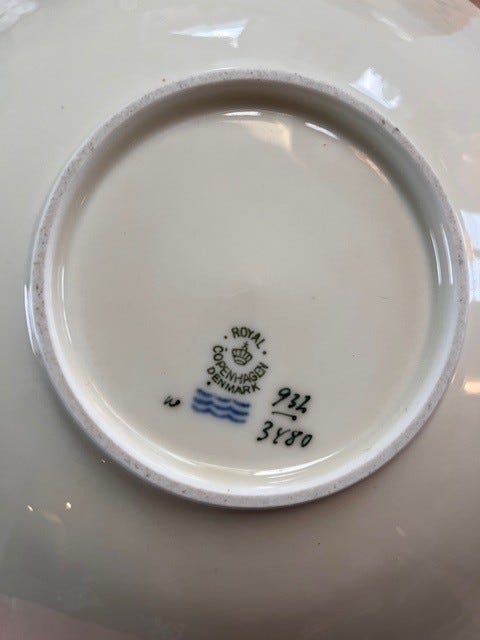 ROYAL
COPENHAGEN
DENMARK
932
3480